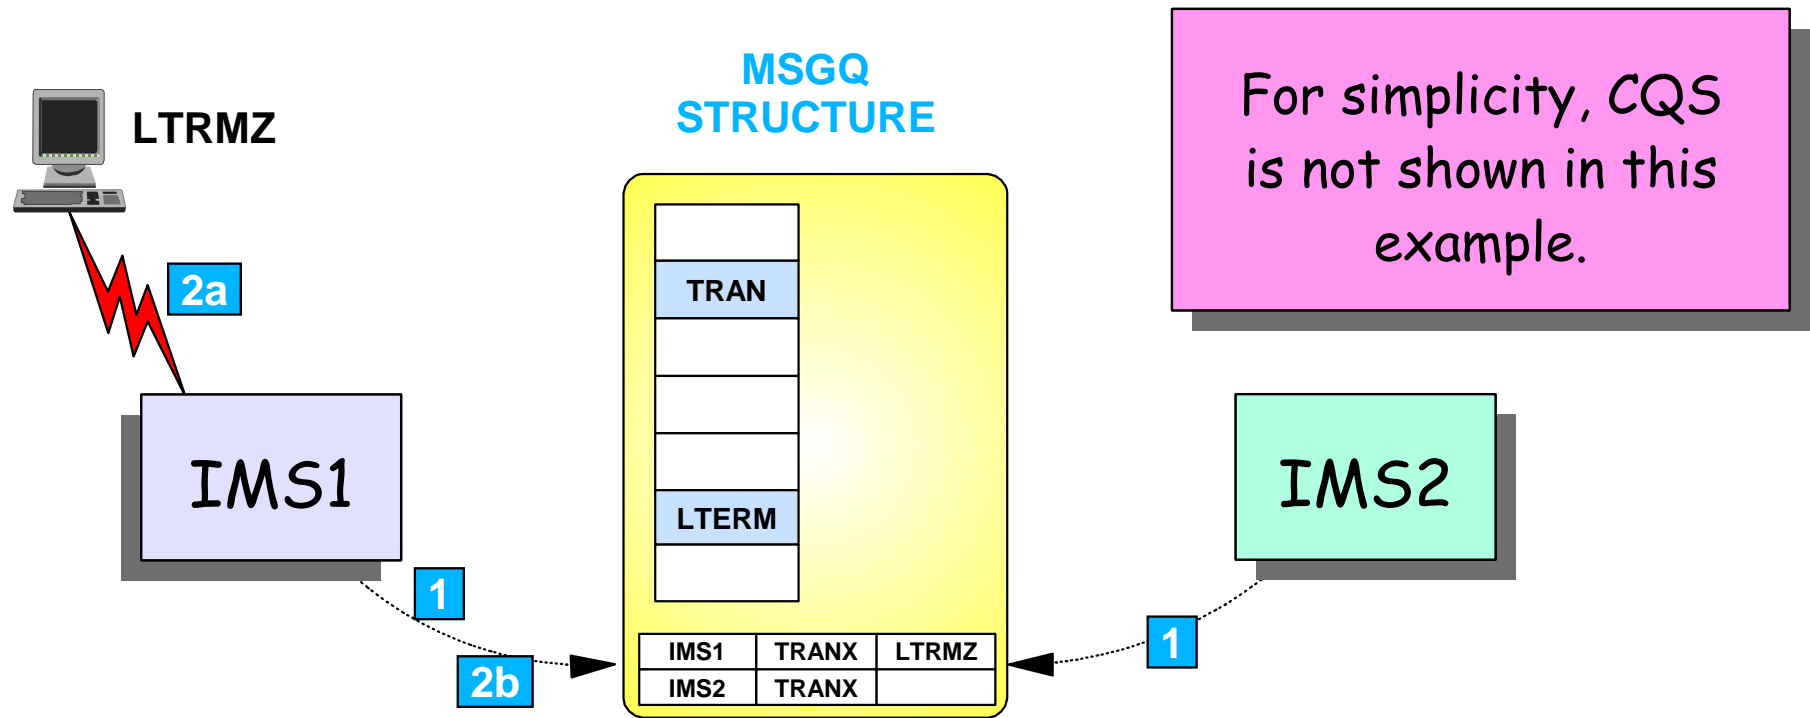 MSGQ
STRUCTURE
For simplicity, CQS
is not shown in this
example.
LTRMZ
2a
TRAN
IMS1
LTERM
IMS2
1
2b
1
IMS1 TRANX LTRMZ
IMS2 TRANX